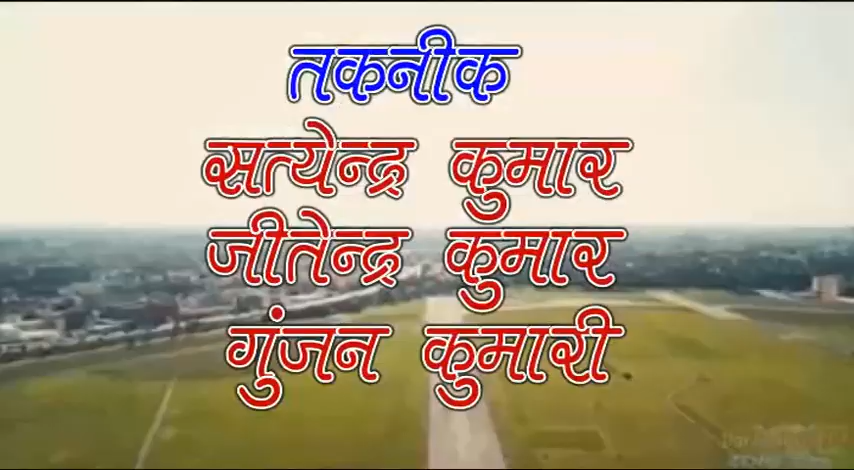 तकनीक
सत्येन्द्र कुमार
जीतेन्द्र कुमार
गुंजन कुमारी